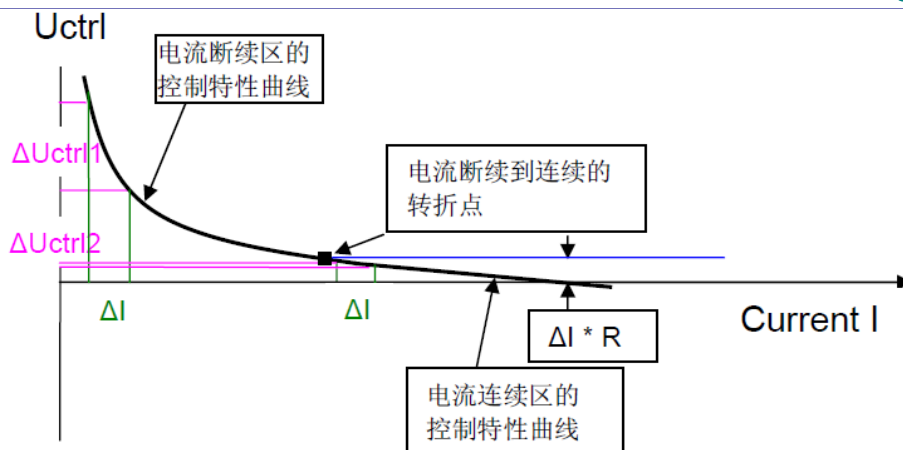 Uctrl
电流断续区的
控制特性曲线
ΔUctrl1
电流断续到连续的
转折点
ΔUctrl2
ΔI
ΔI
ΔI * R
Current I
电流连续区的
控制特性曲线